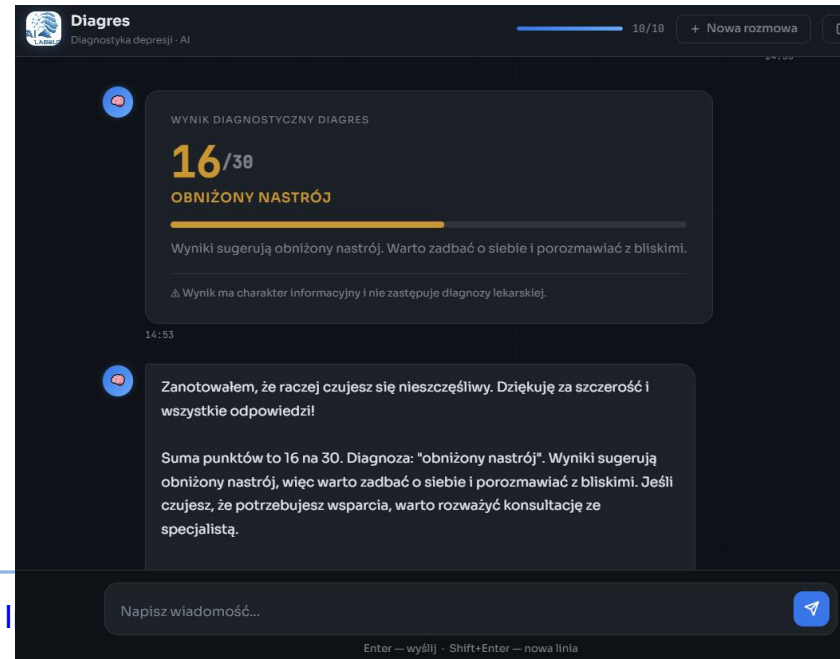 Diagres
Diagnostyka depresji · AI
10/10
+ Nowa rozmowa
WYNIK DIAGNOSTYCZNY DIAGRES
16/30
OBNIŻONY NASTRÓJ
Wyniki sugerują obniżony nastrój. Warto zadbać o siebie i porozmawiać z bliskimi.
⚠ Wynik ma charakter informacyjny i nie zastępuje diagnozy lekarskiej.
14:53
Zanotowałem, że raczej czujesz się nieszczęśliwy. Dziękuję za szczerość i
wszystkie odpowiedzi!
Suma punktów to 16 na 30. Diagnoza: "obniżony nastrój". Wyniki sugerują
obniżony nastrój, więc warto zadbać o siebie i porozmawiać z bliskimi. Jeśli
czujesz, że potrzebujesz wsparcia, warto rozważyć konsultację ze
specjalistą.
Napisz wiadomość...
Enter — wyślij · Shift+Enter — nowa linia